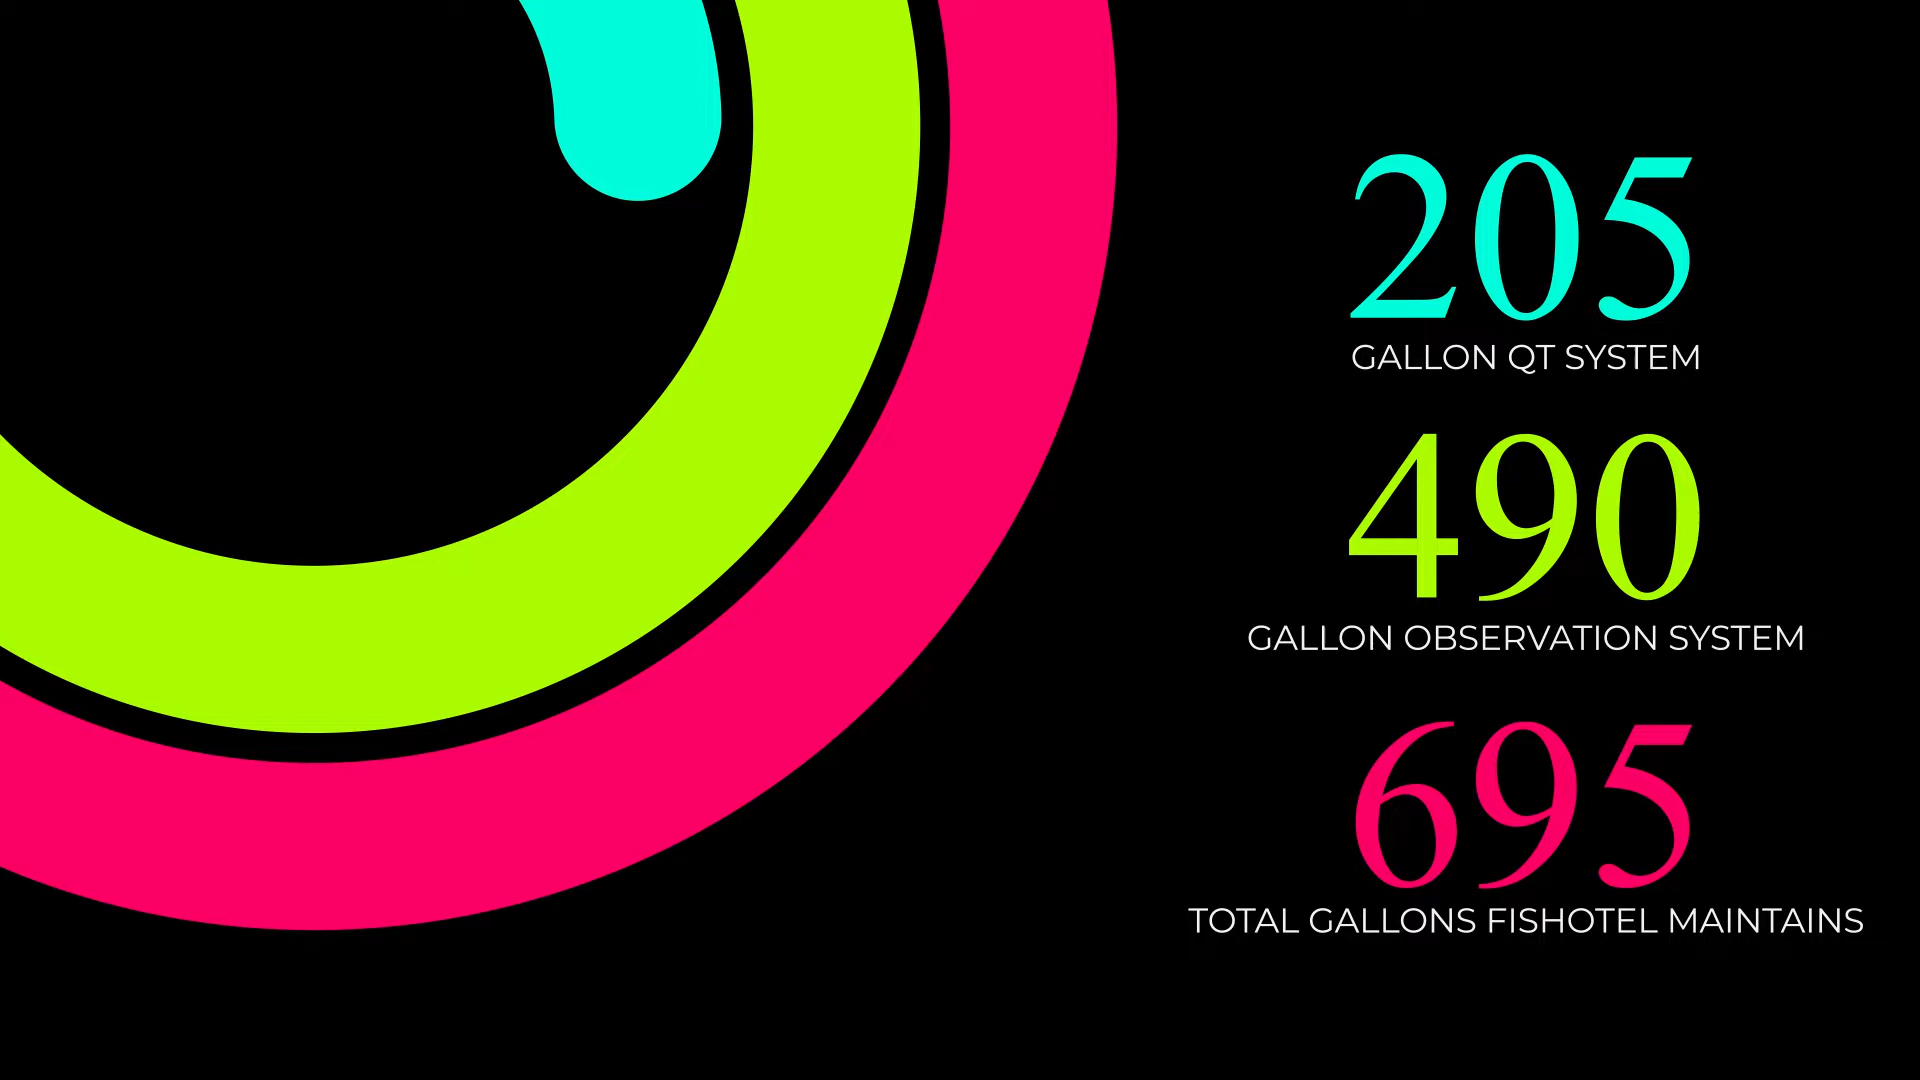 205
GALLON QT SYSTEM
490
GALLON OBSERVATION SYSTEM
695
TOTAL GALLONS FISHOTEL MAINTAINS